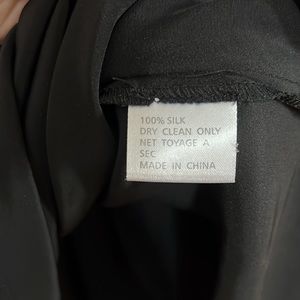 100% SILK
DRY CLEAN ONLY
NET TOYAGE A
SEC
MADE IN CHINA